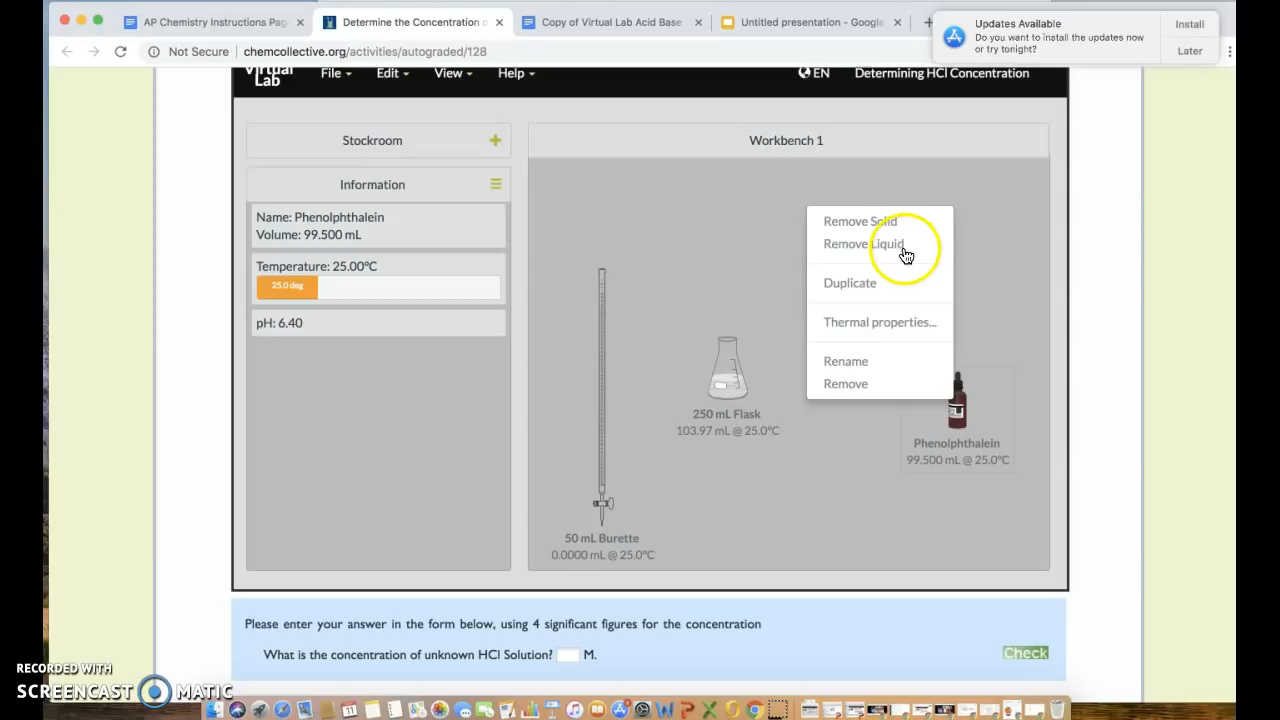 AP Chemistry Instructions Pag
Determine the Concentration o
Copy of Virtual Lab Acid Base
Untitled presentation - Google
Updates Available
Do you want to install the updates now
or try tonight?
Install
Later
Not Secure
chemcollective.org/activities/autograded/128
Virtual
Lab
File
Edit
View
Help
EN
Determining HCl Concentration
Stockroom
Workbench 1
Information
Name: Phenolphthalein
Volume: 99.500 mL
Temperature: 25.00°C
25.0 deg
pH: 6.40
Remove Solid
Remove Liquid
Duplicate
Thermal properties...
Rename
Remove
250 mL Flask
103.97 mL @ 25.0°C
Phenolphthalein
99.500 mL @ 25.0°C
50 mL Burette
0.0000 mL @ 25.0°C
Please enter your answer in the form below, using 4 significant figures for the concentration
What is the concentration of unknown HCl Solution? M.
Check
RECORDED WITH
SCREENCAST MATIC